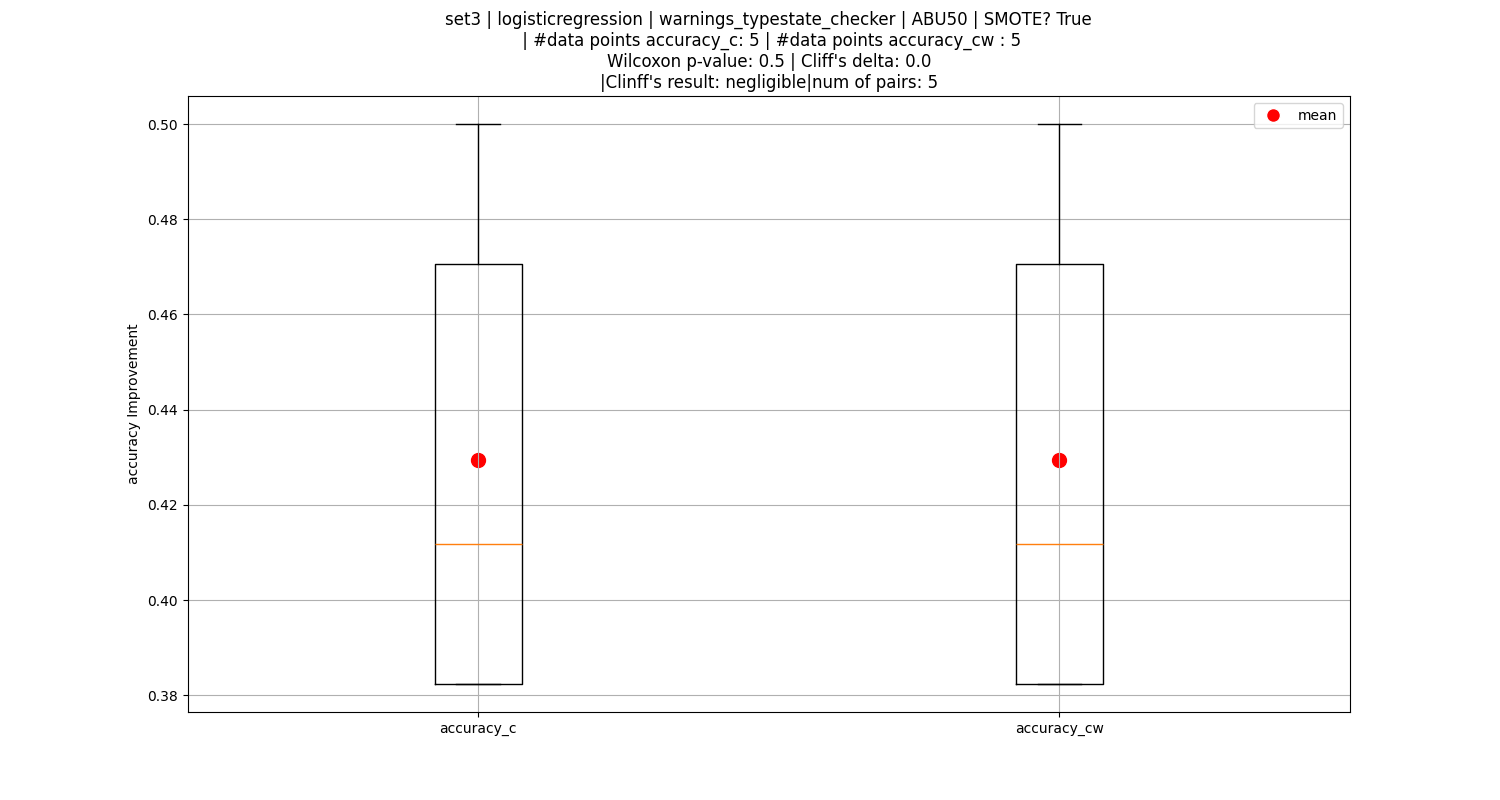 set3 | logisticregression | warnings_typestate_checker | ABU50 | SMOTE? True
| #data points accuracy_c: 5 | #data points accuracy_cw : 5
Wilcoxon p-value: 0.5 | Cliff's delta: 0.0
|Clinff's result: negligible|num of pairs: 5
mean
0.50
0.48
0.46
0.44
0.42
0.40
0.38
accuracy Improvement
accuracy_c
accuracy_cw